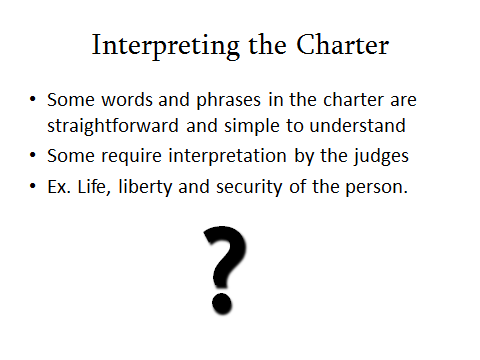 Interpreting the Charter
• Some words and phrases in the charter are
straightforward and simple to understand
• Some require interpretation by the judges
• Ex. Life, liberty and security of the person.
?